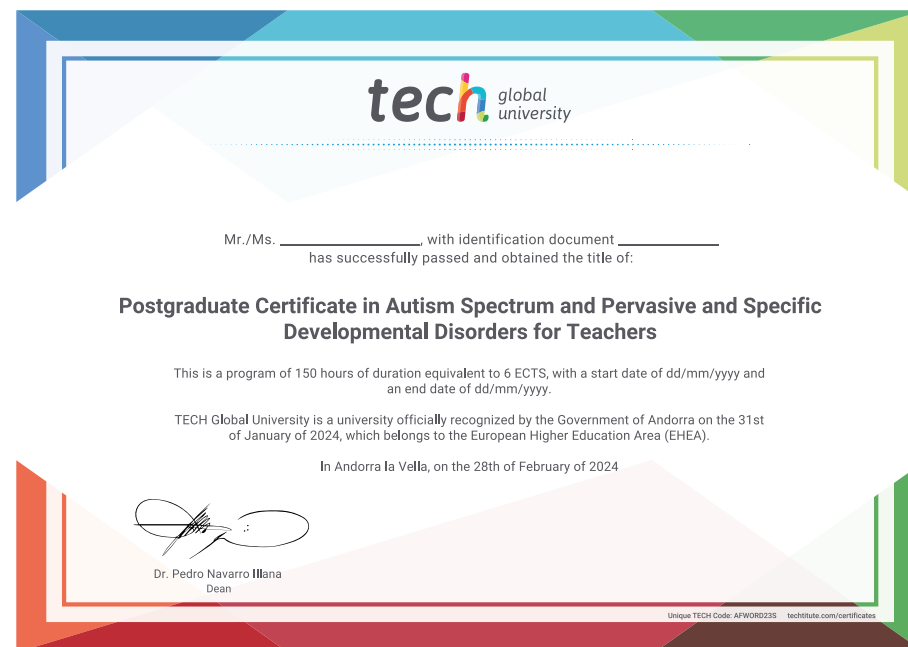 tech global
university
Mr./Ms. ____________________, with identification document ______________
has successfully passed and obtained the title of:
Postgraduate Certificate in Autism Spectrum and Pervasive and Specific
Developmental Disorders for Teachers
This is a program of 150 hours of duration equivalent to 6 ECTS, with a start date of dd/mm/yyyy and
an end date of dd/mm/yyyy.
TECH Global University is a university officially recognized by the Government of Andorra on the 31st
of January of 2024, which belongs to the European Higher Education Area (EHEA).
In Andorra la Vella, on the 28th of February of 2024
Dr. Pedro Navarro Illana
Dean
Unique TECH Code: AFWORD23S techtitute.com/certificates